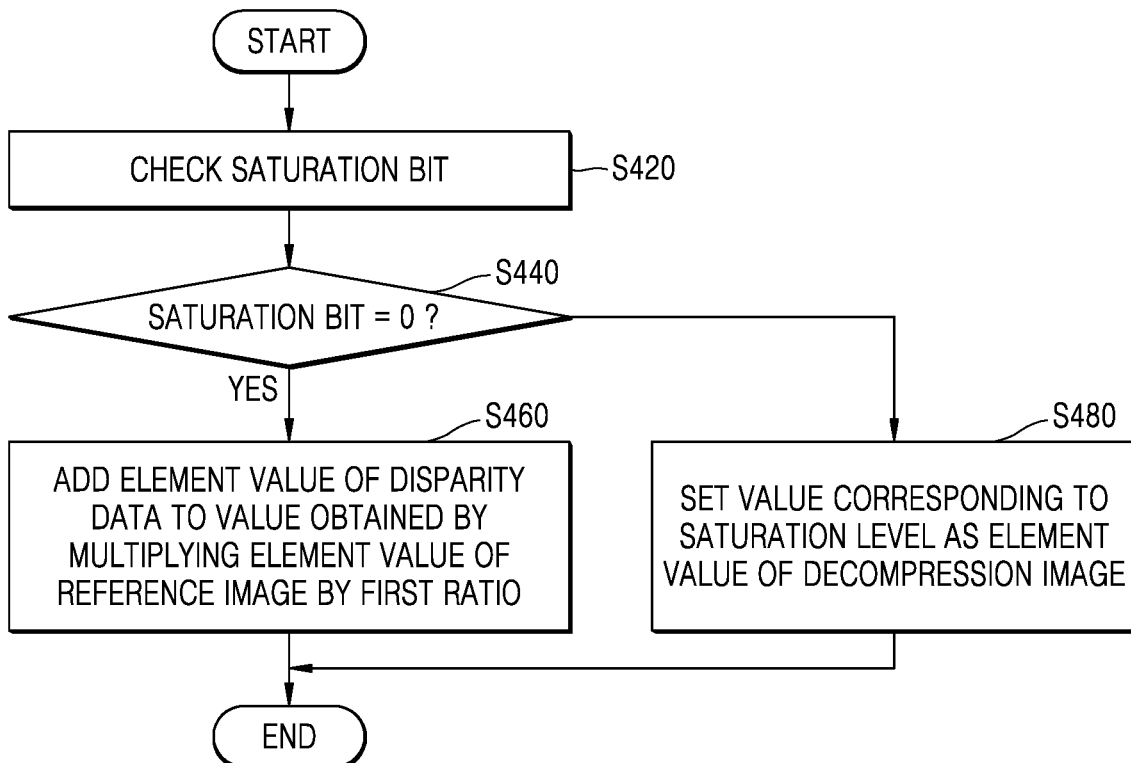 START
CHECK SATURATION BIT
S420
S440
SATURATION BIT = 0 ?
YES
S460
ADD ELEMENT VALUE OF DISPARITY
DATA TO VALUE OBTAINED BY
MULTIPLYING ELEMENT VALUE OF
REFERENCE IMAGE BY FIRST RATIO
S480
SET VALUE CORRESPONDING TO
SATURATION LEVEL AS ELEMENT
VALUE OF DECOMPRESSION IMAGE
END